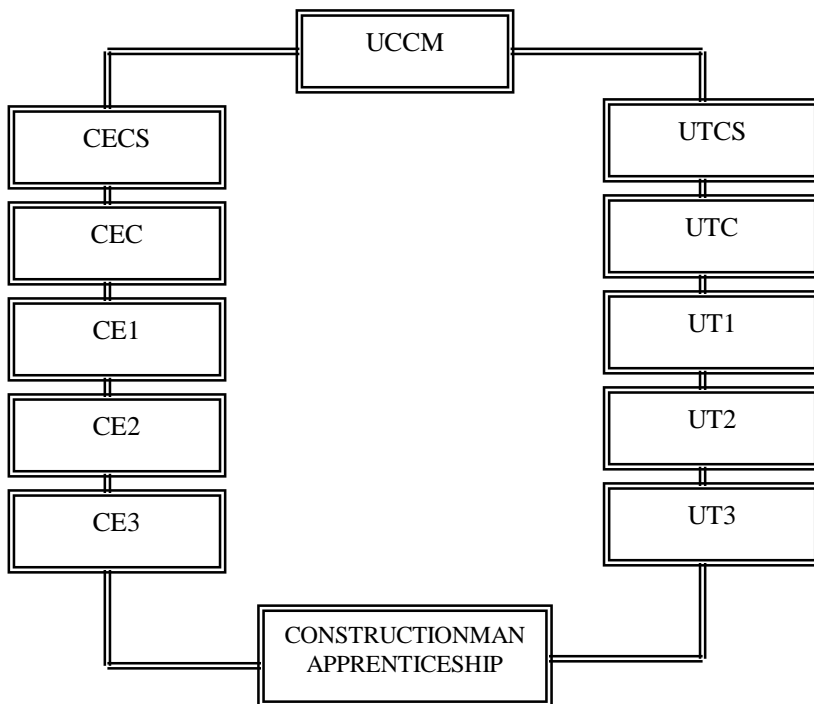 UCCM
CECS
CEC
CE1
CE2
CE3
UTCS
UTC
UT1
UT2
UT3
CONSTRUCTIONMAN
APPRENTICESHIP